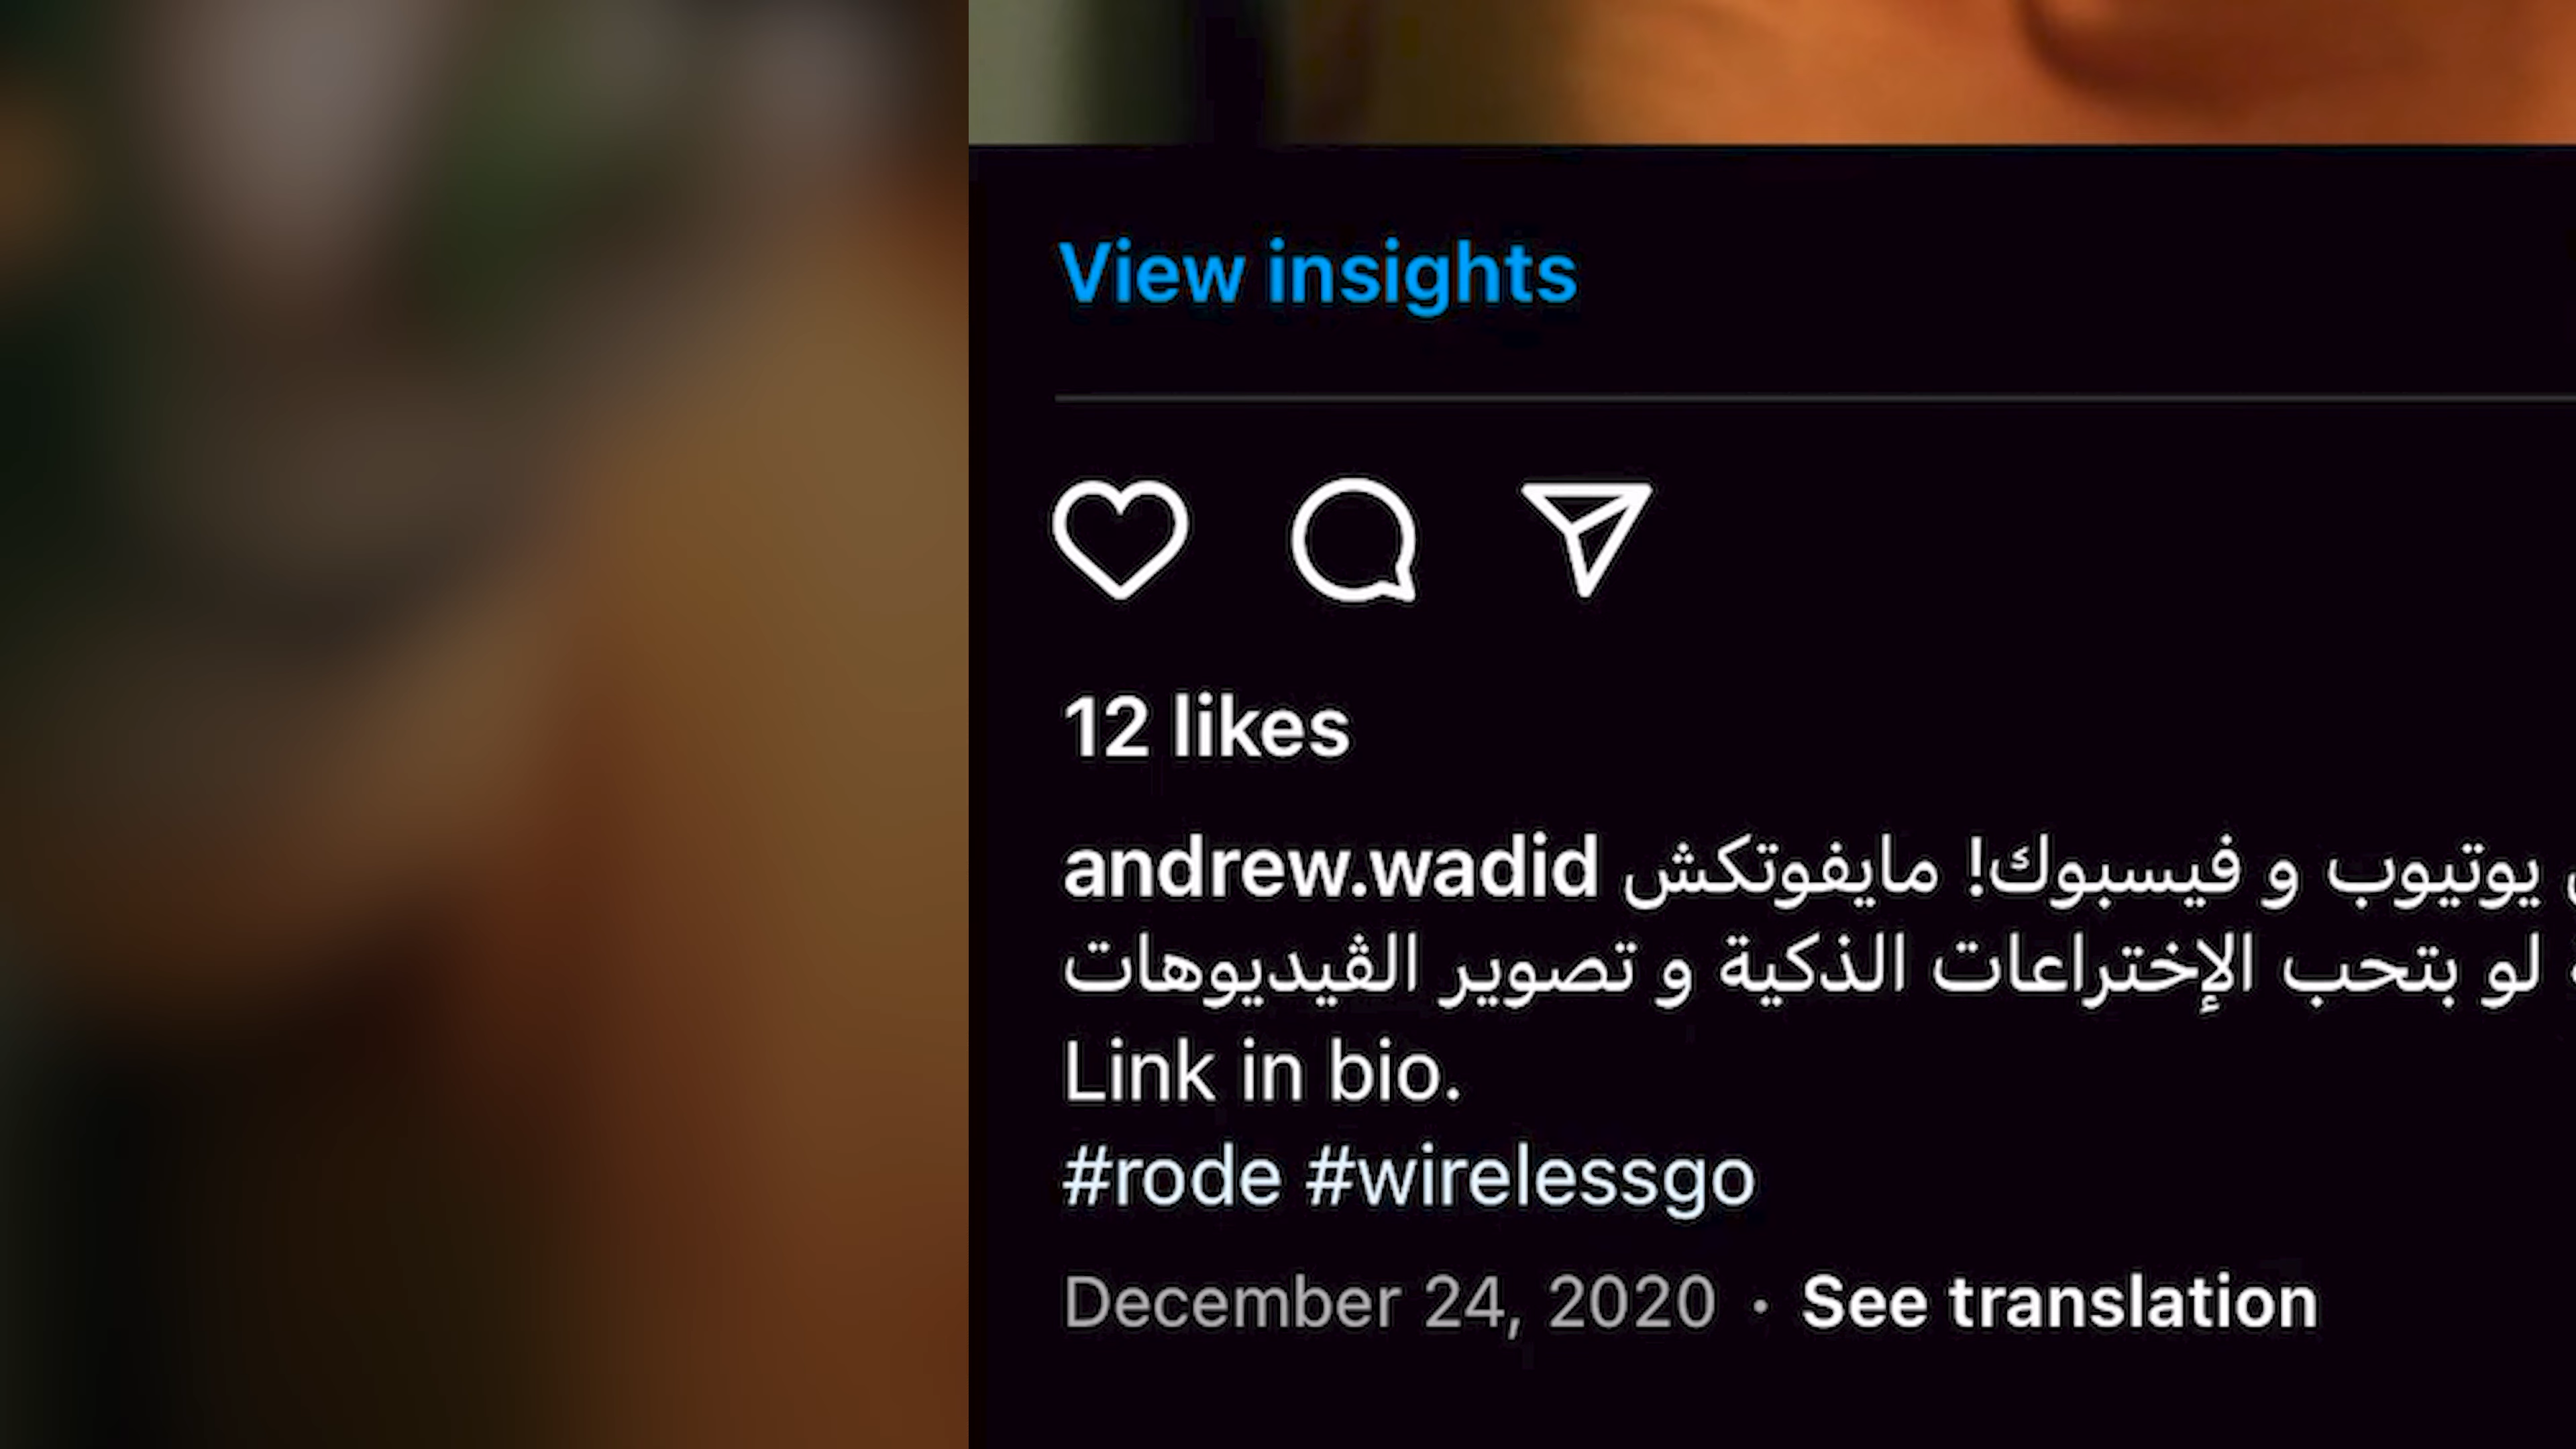 View insights
12 likes
andrew.wadid يوتيوب و فيسبوك! مايفوتكش
لو بتحب الإختراعات الذكية و تصوير الڤيديوهات
Link in bio.
#rode #wirelessgo
December 24, 2020 · See translation